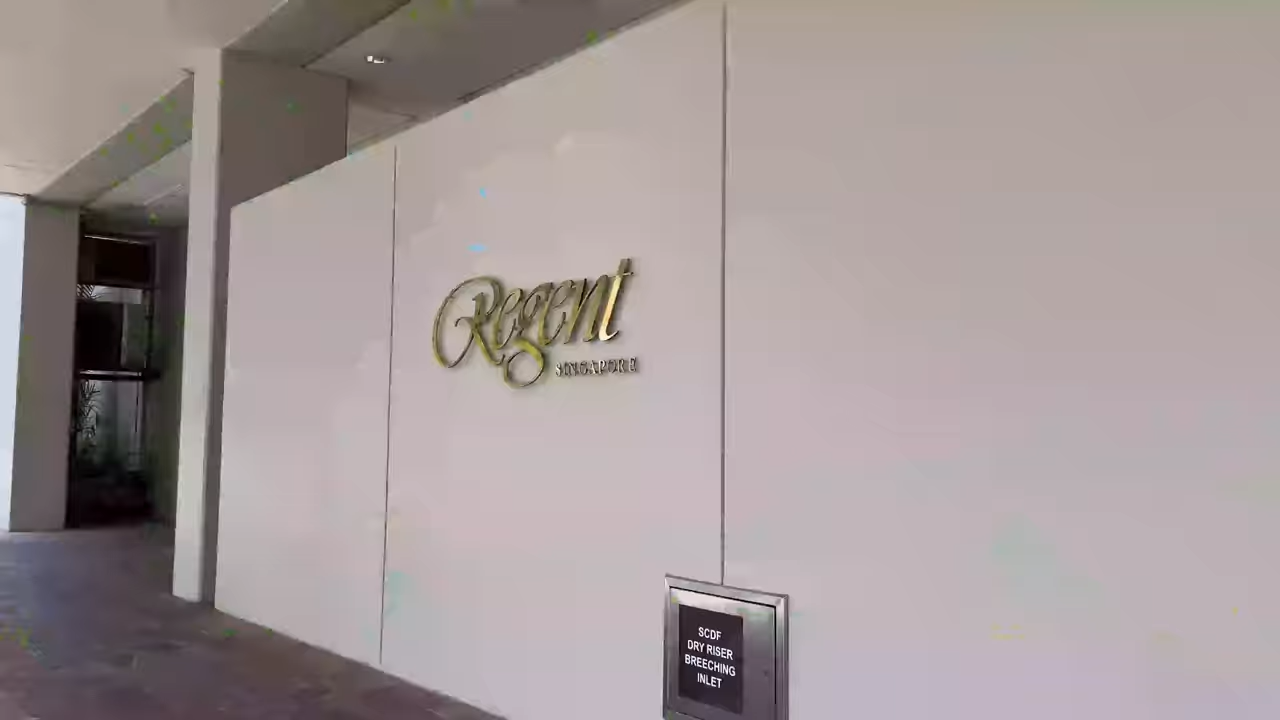 Regent
SINGAPORE
SCDF
DRY RISER
BREECHING
INLET